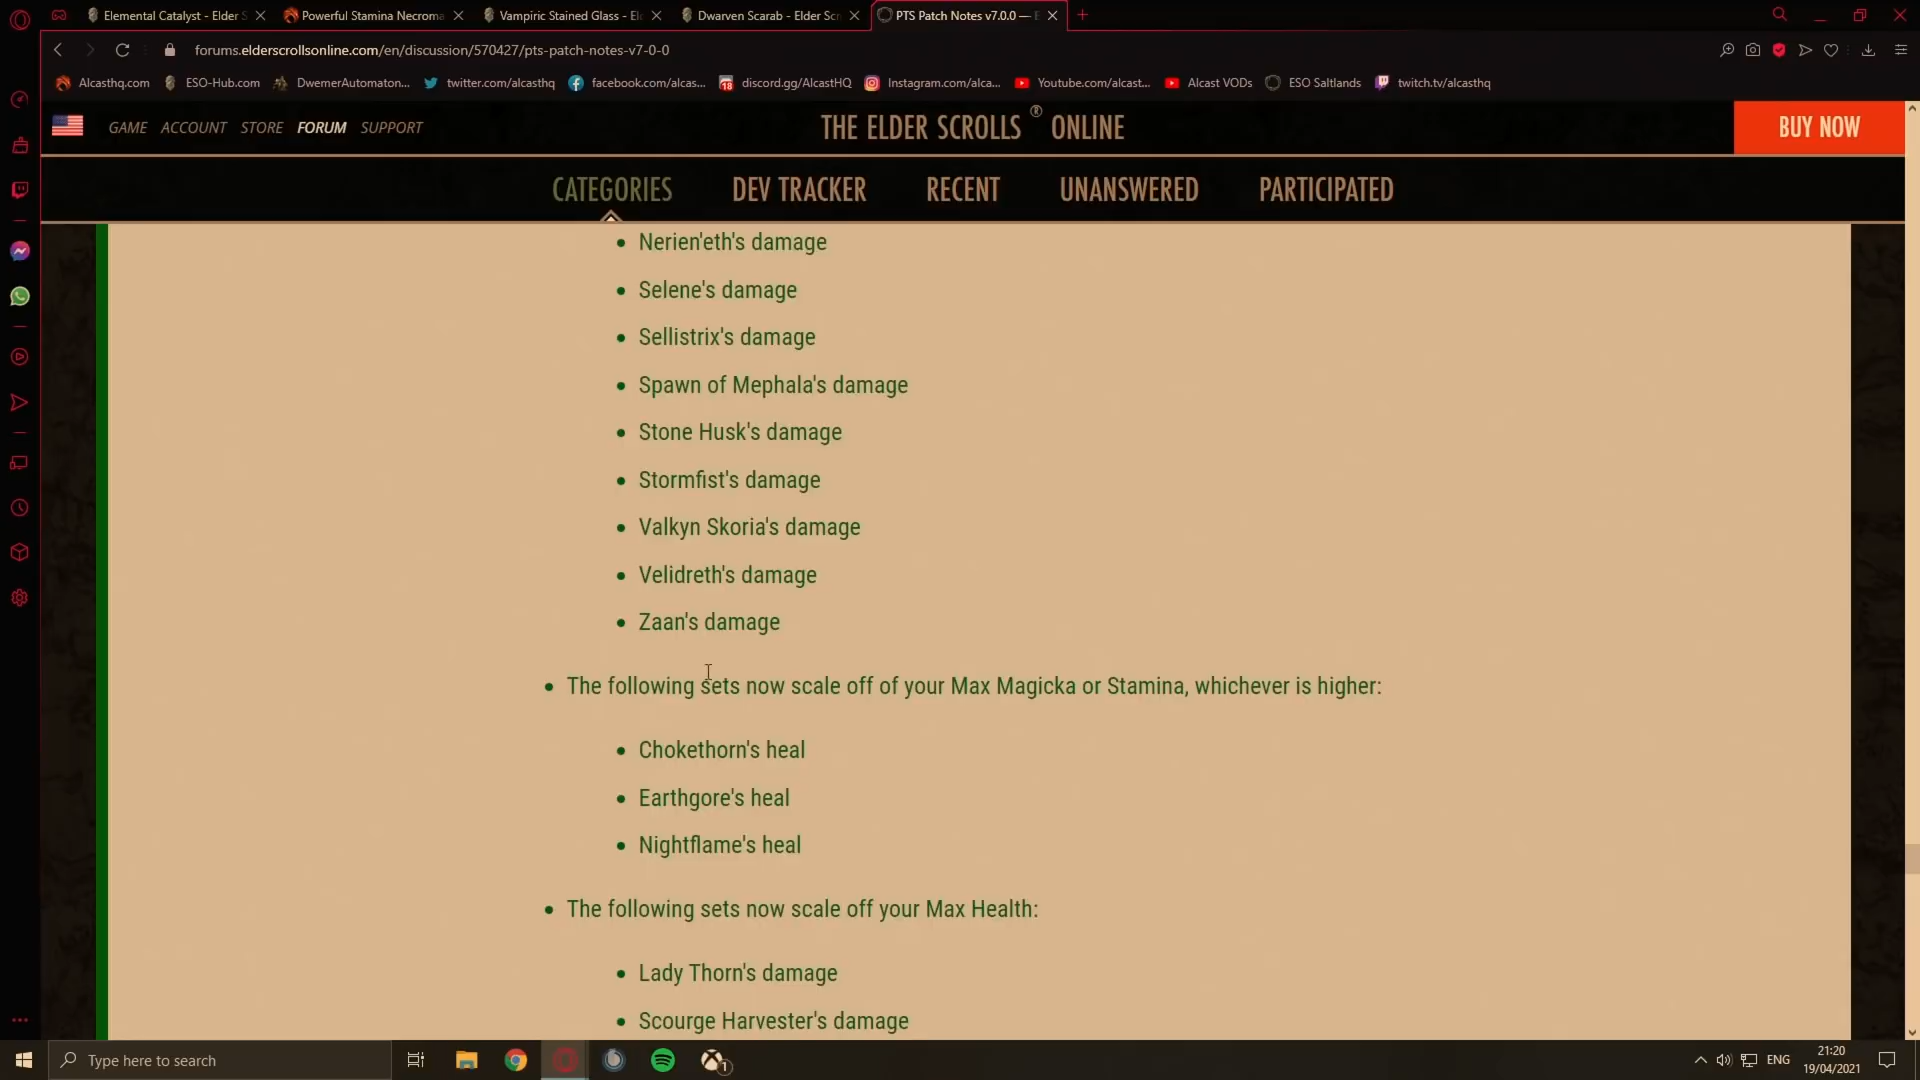 Elemental Catalyst - Elder S
Powerful Stamina Necroma
Vampiric Stained Glass - El
Dwarven Scarab - Elder Scr
PTS Patch Notes v7.0.0 — E
forums.elderscrollsonline.com/en/discussion/570427/pts-patch-notes-v7-0-0
Alcasthq.com
ESO-Hub.com
DwemerAutomaton...
twitter.com/alcasthq
facebook.com/alcas...
18
discord.gg/AlcastHQ
Instagram.com/alca...
Youtube.com/alcast...
Alcast VODs
ESO Saltlands
twitch.tv/alcasthq
GAME ACCOUNT STORE FORUM SUPPORT
THE ELDER SCROLLS ® ONLINE
BUY NOW
CATEGORIES
DEV TRACKER
RECENT
UNANSWERED
PARTICIPATED
• Nerien'eth's damage
• Selene's damage
• Sellistrix's damage
• Spawn of Mephala's damage
• Stone Husk's damage
• Stormfist's damage
• Valkyn Skoria's damage
• Velidreth's damage
• Zaan's damage
• The following sets now scale off of your Max Magicka or Stamina, whichever is higher:
• Chokethorn's heal
• Earthgore's heal
• Nightflame's heal
• The following sets now scale off your Max Health:
• Lady Thorn's damage
• Scourge Harvester's damage
Type here to search
1
ENG
21:20
19/04/2021